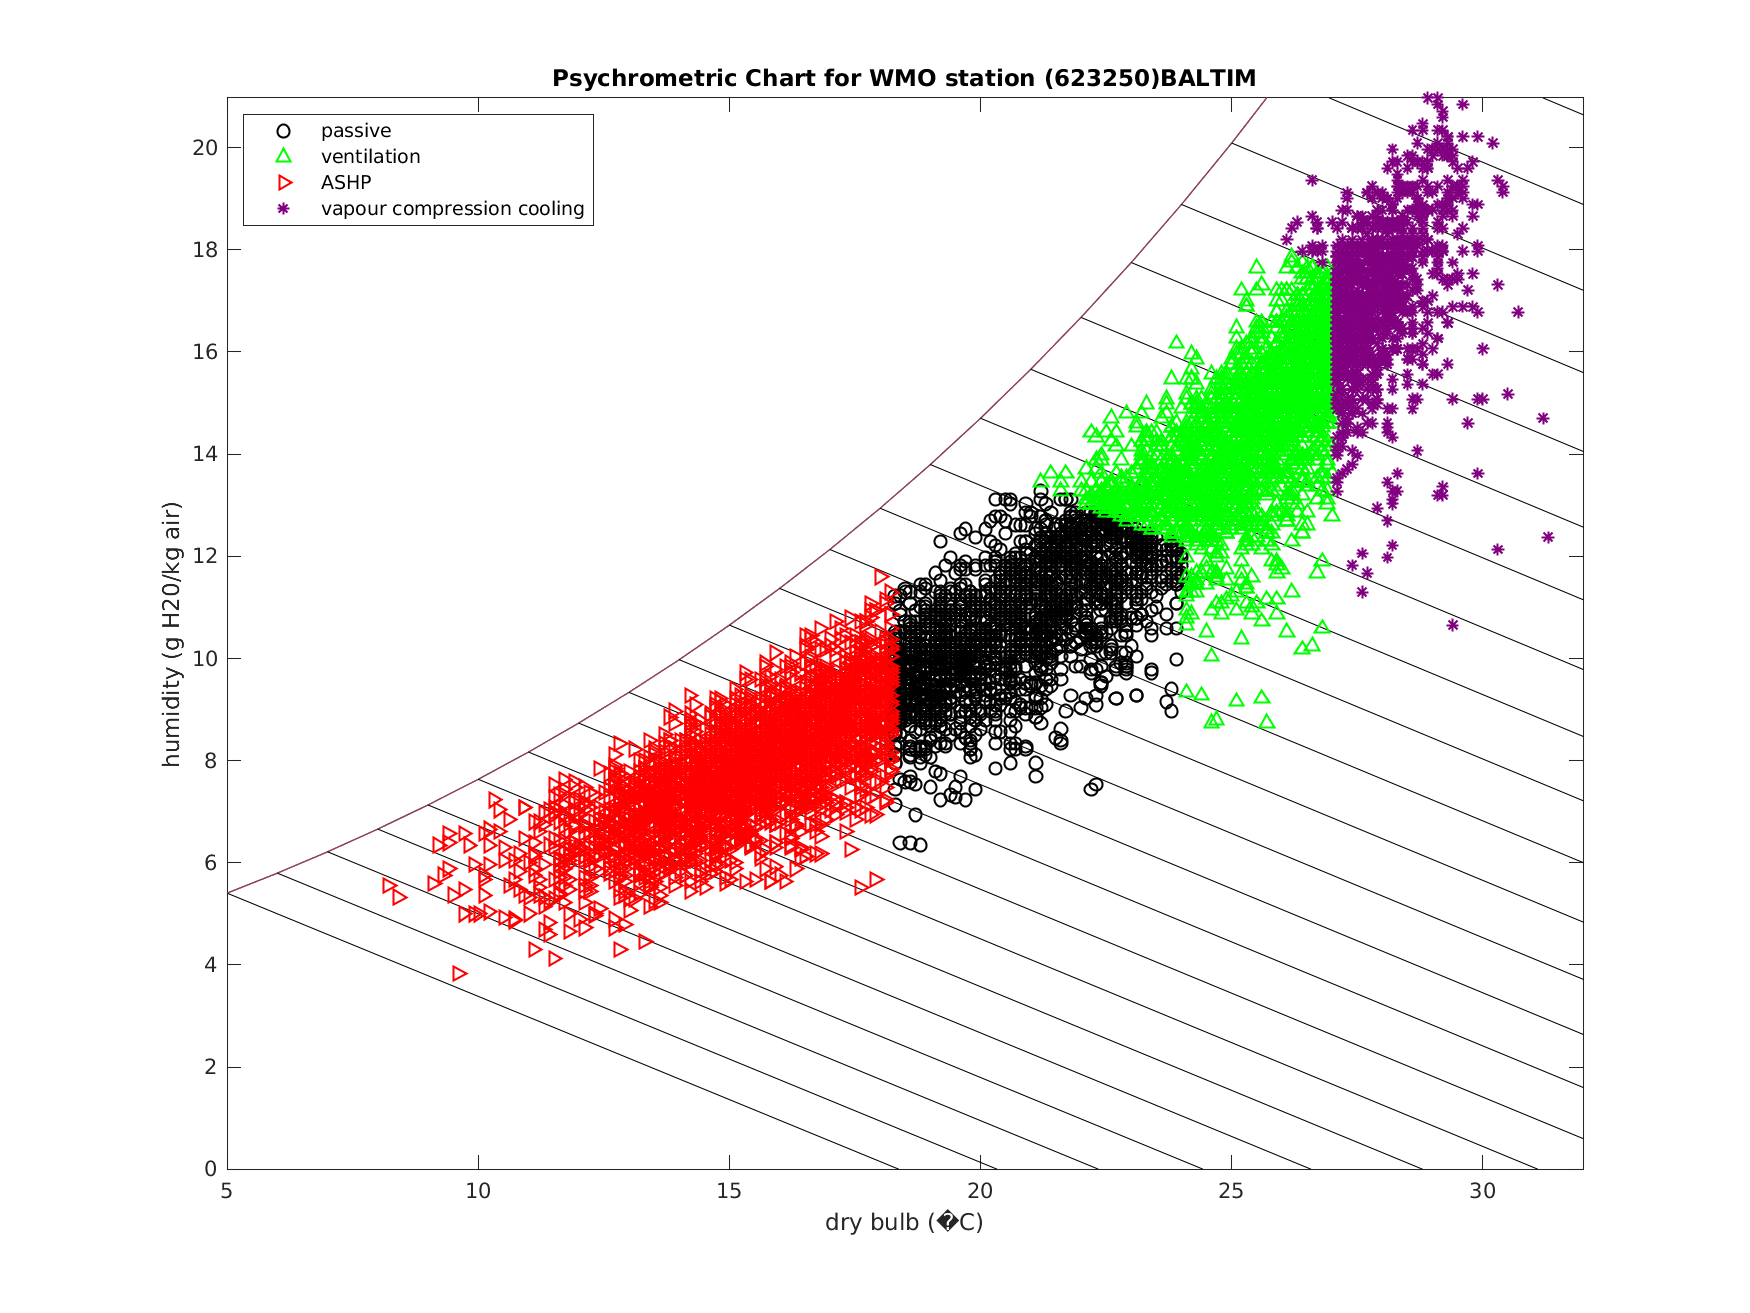 Psychrometric Chart for WMO station (623250)BALTIM
passive
ventilation
ASHP
vapour compression cooling
humidity (g H20/kg air)
20
18
16
14
12
10
8
6
4
2
0
5 10 15 20 25 30
dry bulb (�C)